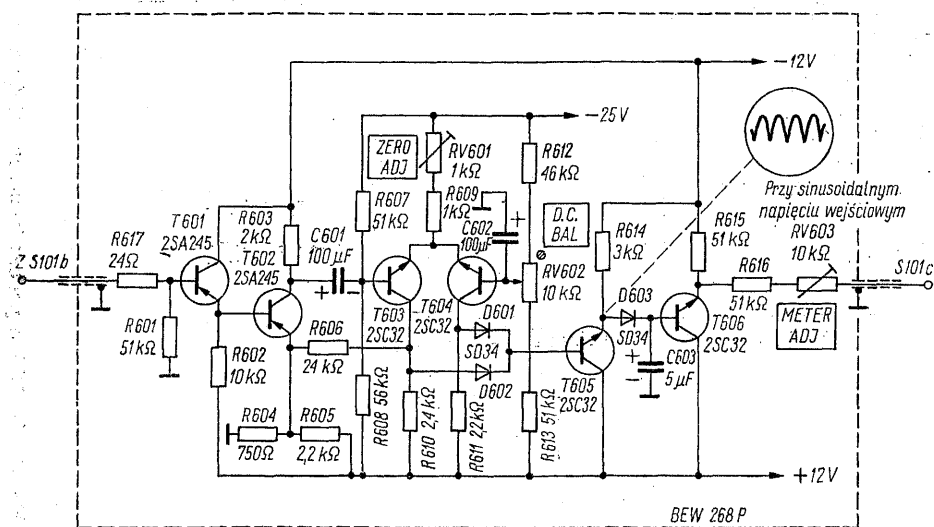 −12V
−25V
ZERO
ADJ
RV601
1kΩ
R612
46kΩ
Przy sinusoidalnym
napięciu wejściowym
R607
51kΩ
R609
1kΩ
C602
100μF
D.C.
BAL
T601
2SA245
R603
2kΩ
T602
2SA245
C601
100μF
R617
24Ω
Z S101b
R614
3kΩ
R615
51kΩ
RV603
10kΩ
S101c
RV602
10kΩ
D603
SD34
R616
51kΩ
METER
ADJ
T603
2SC32
T604
2SC32
D601
SD34
D602
T606
2SC32
C603
5μF
R601
51kΩ
R602
10kΩ
R606
24kΩ
T605
2SC32
R604
750Ω
R605
2,2kΩ
R608 56kΩ
R610 2,4kΩ
R611 2,2kΩ
R613 51kΩ
+12V
BEW 268 P